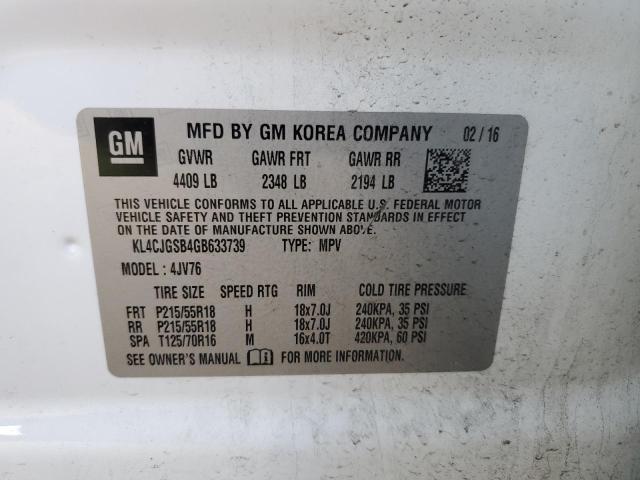 GM MFD BY GM KOREA COMPANY 02 / 16
GVWR GAWR FRT GAWR RR
4409 LB 2348 LB 2194 LB
THIS VEHICLE CONFORMS TO ALL APPLICABLE U.S. FEDERAL MOTOR
VEHICLE SAFETY AND THEFT PREVENTION STANDARDS IN EFFECT
ON THE DATE OF MANUFACTURE SHOWN ABOVE.
KL4CJGSB4GB633739 TYPE: MPV
MODEL : 4JV76
TIRE SIZE SPEED RTG RIM COLD TIRE PRESSURE
FRT P215/55R18 H 18x7.0J 240KPA, 35 PSI
RR P215/55R18 H 18x7.0J 240KPA, 35 PSI
SPA T125/70R16 M 16x4.0T 420KPA, 60 PSI
SEE OWNER'S MANUAL FOR MORE INFORMATION.